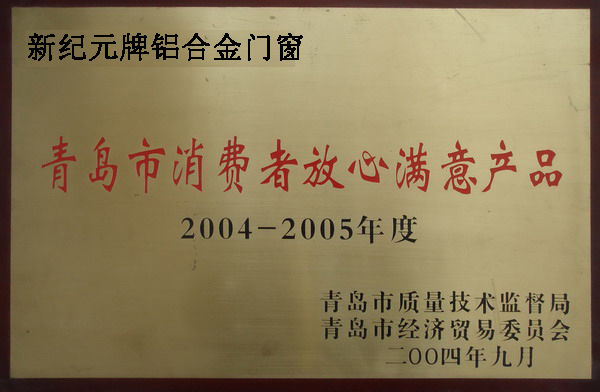 新纪元牌铝合金门窗
青岛市消费者放心满意产品
2004-2005年度
青岛市质量技术监督局
青岛市经济贸易委员会
二OO四年九月